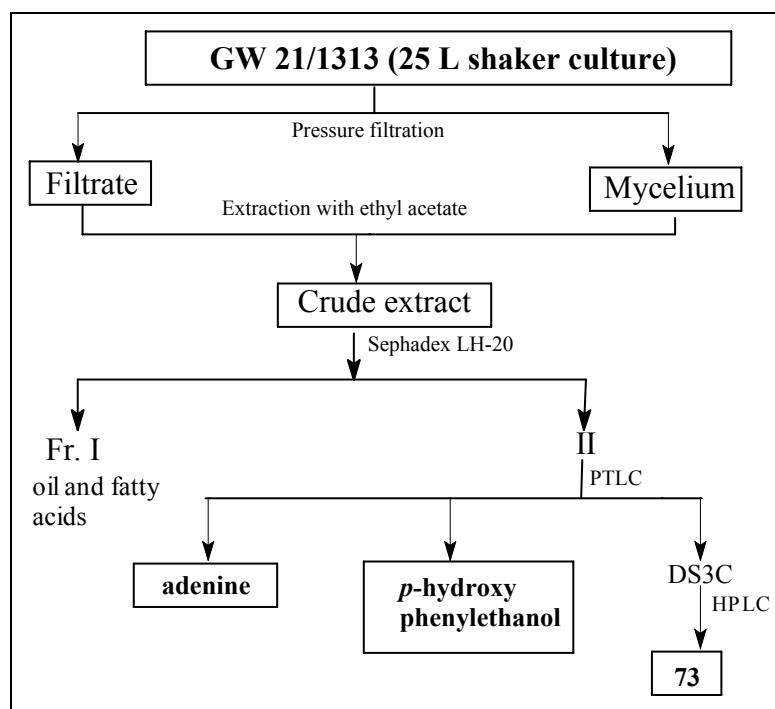 GW 21/1313 (25 L shaker culture)
Pressure filtration
Filtrate
Mycelium
Extraction with ethyl acetate
Crude extract
Sephadex LH-20
Fr. I
oil and fatty
acids
II
PTLC
adenine
p-hydroxy
phenylethanol
DS3C
HPLC
73